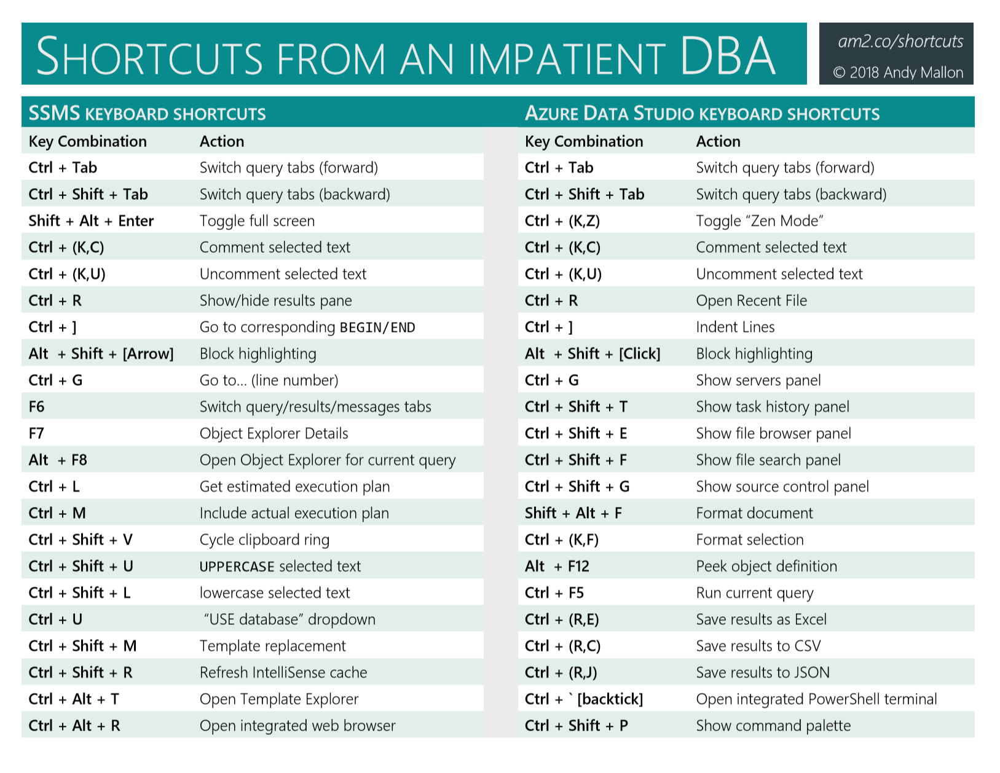 SHORTCUTS FROM AN IMPATIENT DBA
am2.co/shortcuts
© 2018 Andy Mallon
SSMS KEYBOARD SHORTCUTS
Key Combination Action
Ctrl + Tab Switch query tabs (forward)
Ctrl + Shift + Tab Switch query tabs (backward)
Shift + Alt + Enter Toggle full screen
Ctrl + (K,C) Comment selected text
Ctrl + (K,U) Uncomment selected text
Ctrl + R Show/hide results pane
Ctrl + ] Go to corresponding BEGIN/END
Alt + Shift + [Arrow] Block highlighting
Ctrl + G Go to... (line number)
F6 Switch query/results/messages tabs
F7 Object Explorer Details
Alt + F8 Open Object Explorer for current query
Ctrl + L Get estimated execution plan
Ctrl + M Include actual execution plan
Ctrl + Shift + V Cycle clipboard ring
Ctrl + Shift + U UPPERCASE selected text
Ctrl + Shift + L lowercase selected text
Ctrl + U “USE database” dropdown
Ctrl + Shift + M Template replacement
Ctrl + Shift + R Refresh IntelliSense cache
Ctrl + Alt + T Open Template Explorer
Ctrl + Alt + R Open integrated web browser
AZURE DATA STUDIO KEYBOARD SHORTCUTS
Key Combination Action
Ctrl + Tab Switch query tabs (forward)
Ctrl + Shift + Tab Switch query tabs (backward)
Ctrl + (K,Z) Toggle “Zen Mode”
Ctrl + (K,C) Comment selected text
Ctrl + (K,U) Uncomment selected text
Ctrl + R Open Recent File
Ctrl + ] Indent Lines
Alt + Shift + [Click] Block highlighting
Ctrl + G Show servers panel
Ctrl + Shift + T Show task history panel
Ctrl + Shift + E Show file browser panel
Ctrl + Shift + F Show file search panel
Ctrl + Shift + G Show source control panel
Shift + Alt + F Format document
Ctrl + (K,F) Format selection
Alt + F12 Peek object definition
Ctrl + F5 Run current query
Ctrl + (R,E) Save results as Excel
Ctrl + (R,C) Save results to CSV
Ctrl + (R,J) Save results to JSON
Ctrl + ` [backtick] Open integrated PowerShell terminal
Ctrl + Shift + P Show command palette